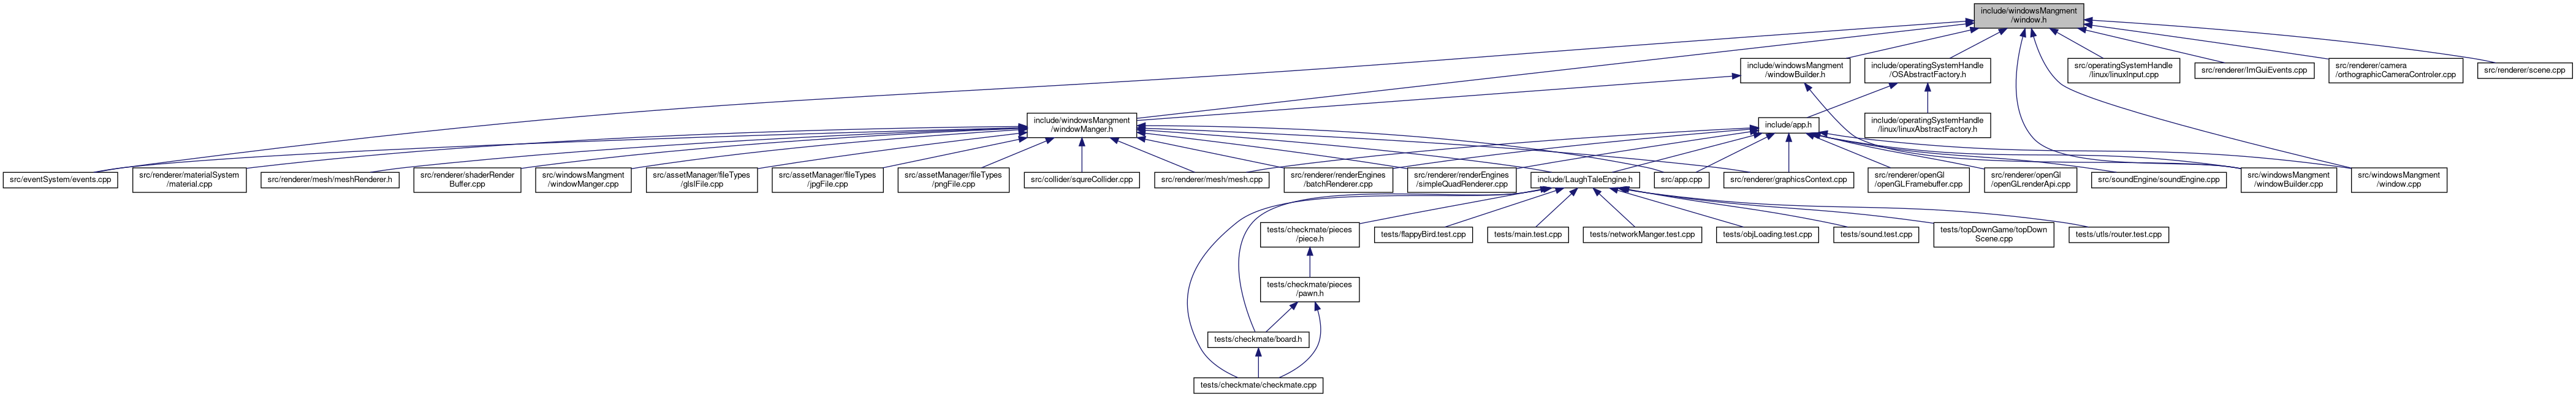 include/windowsMangment
/window.h
include/windowsMangment
/windowBuilder.h
include/operatingSystemHandle
/OSAbstractFactory.h
src/operatingSystemHandle
/linux/linuxInput.cpp
src/renderer/ImGuiEvents.cpp
src/renderer/camera
/orthographicCameraControler.cpp
src/renderer/scene.cpp
include/windowsMangment
/windowManger.h
include/app.h
include/operatingSystemHandle
/linux/linuxAbstractFactory.h
src/eventSystem/events.cpp
src/renderer/materialSystem
/material.cpp
src/renderer/mesh/meshRenderer.h
src/renderer/shaderRender
Buffer.cpp
src/windowsMangment
/windowManger.cpp
src/assetManager/fileTypes
/glslFile.cpp
src/assetManager/fileTypes
/jpgFile.cpp
src/assetManager/fileTypes
/pngFile.cpp
src/collider/squreCollider.cpp
src/renderer/mesh/mesh.cpp
src/renderer/renderEngines
/batchRenderer.cpp
src/renderer/renderEngines
/simpleQuadRenderer.cpp
include/LaughTaleEngine.h
src/app.cpp
src/renderer/graphicsContext.cpp
src/renderer/openGl
/openGLFramebuffer.cpp
src/renderer/openGl
/openGLrenderApi.cpp
src/soundEngine/soundEngine.cpp
src/windowsMangment
/windowBuilder.cpp
src/windowsMangment
/window.cpp
tests/checkmate/pieces
/piece.h
tests/flappyBird.test.cpp
tests/main.test.cpp
tests/networkManger.test.cpp
tests/objLoading.test.cpp
tests/sound.test.cpp
tests/topDownGame/topDown
Scene.cpp
tests/utls/router.test.cpp
tests/checkmate/pieces
/pawn.h
tests/checkmate/board.h
tests/checkmate/checkmate.cpp